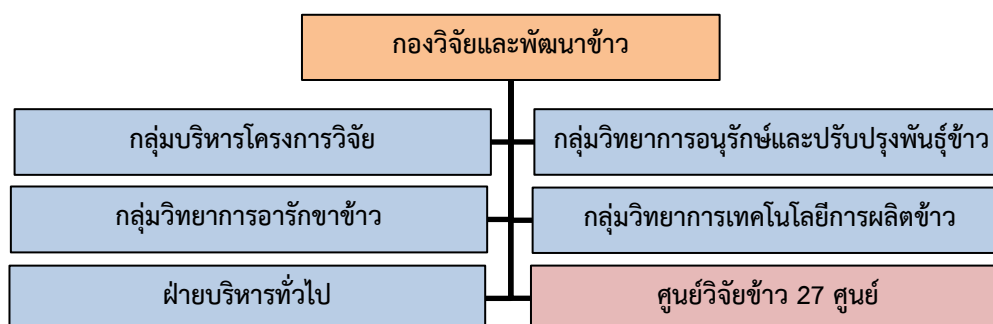 กองวิจัยและพัฒนาข้าว
กลุ่มบริหารโครงการวิจัย
กลุ่มวิทยาการอนุรักษ์และปรับปรุงพันธุ์ข้าว
กลุ่มวิทยาการอารักขาข้าว
กลุ่มวิทยาการเทคโนโลยีการผลิตข้าว
ฝ่ายบริหารทั่วไป
ศูนย์วิจัยข้าว 27 ศูนย์